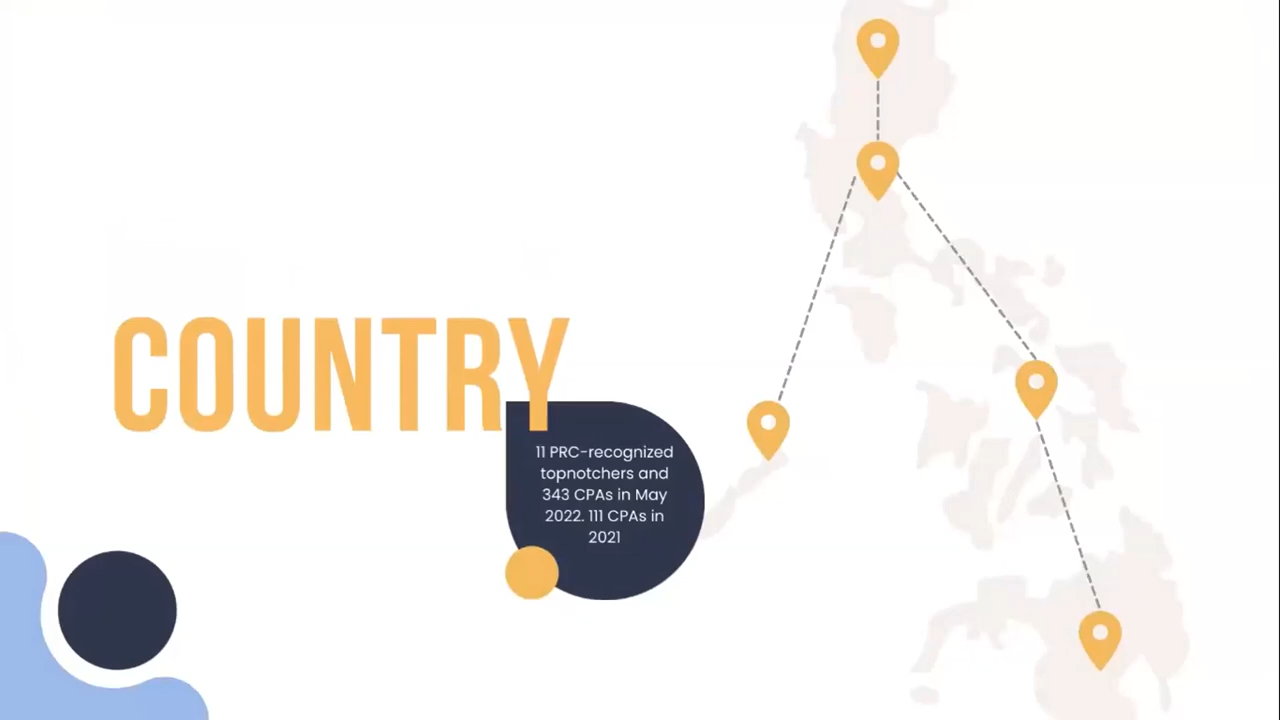 COUNTRY
11 PRC-recognized
topnotchers and
343 CPAs in May
2022. 111 CPAs in
2021